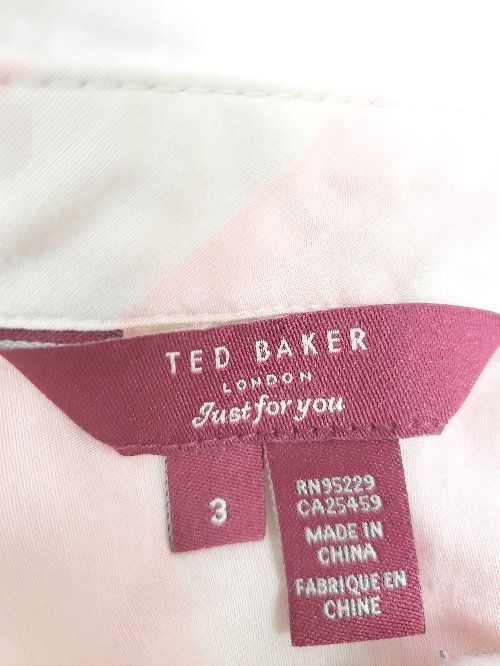 TED BAKER
LONDON
Just for you
3
RN95229
CA25459
MADE IN
CHINA
FABRIQUE EN
CHINE